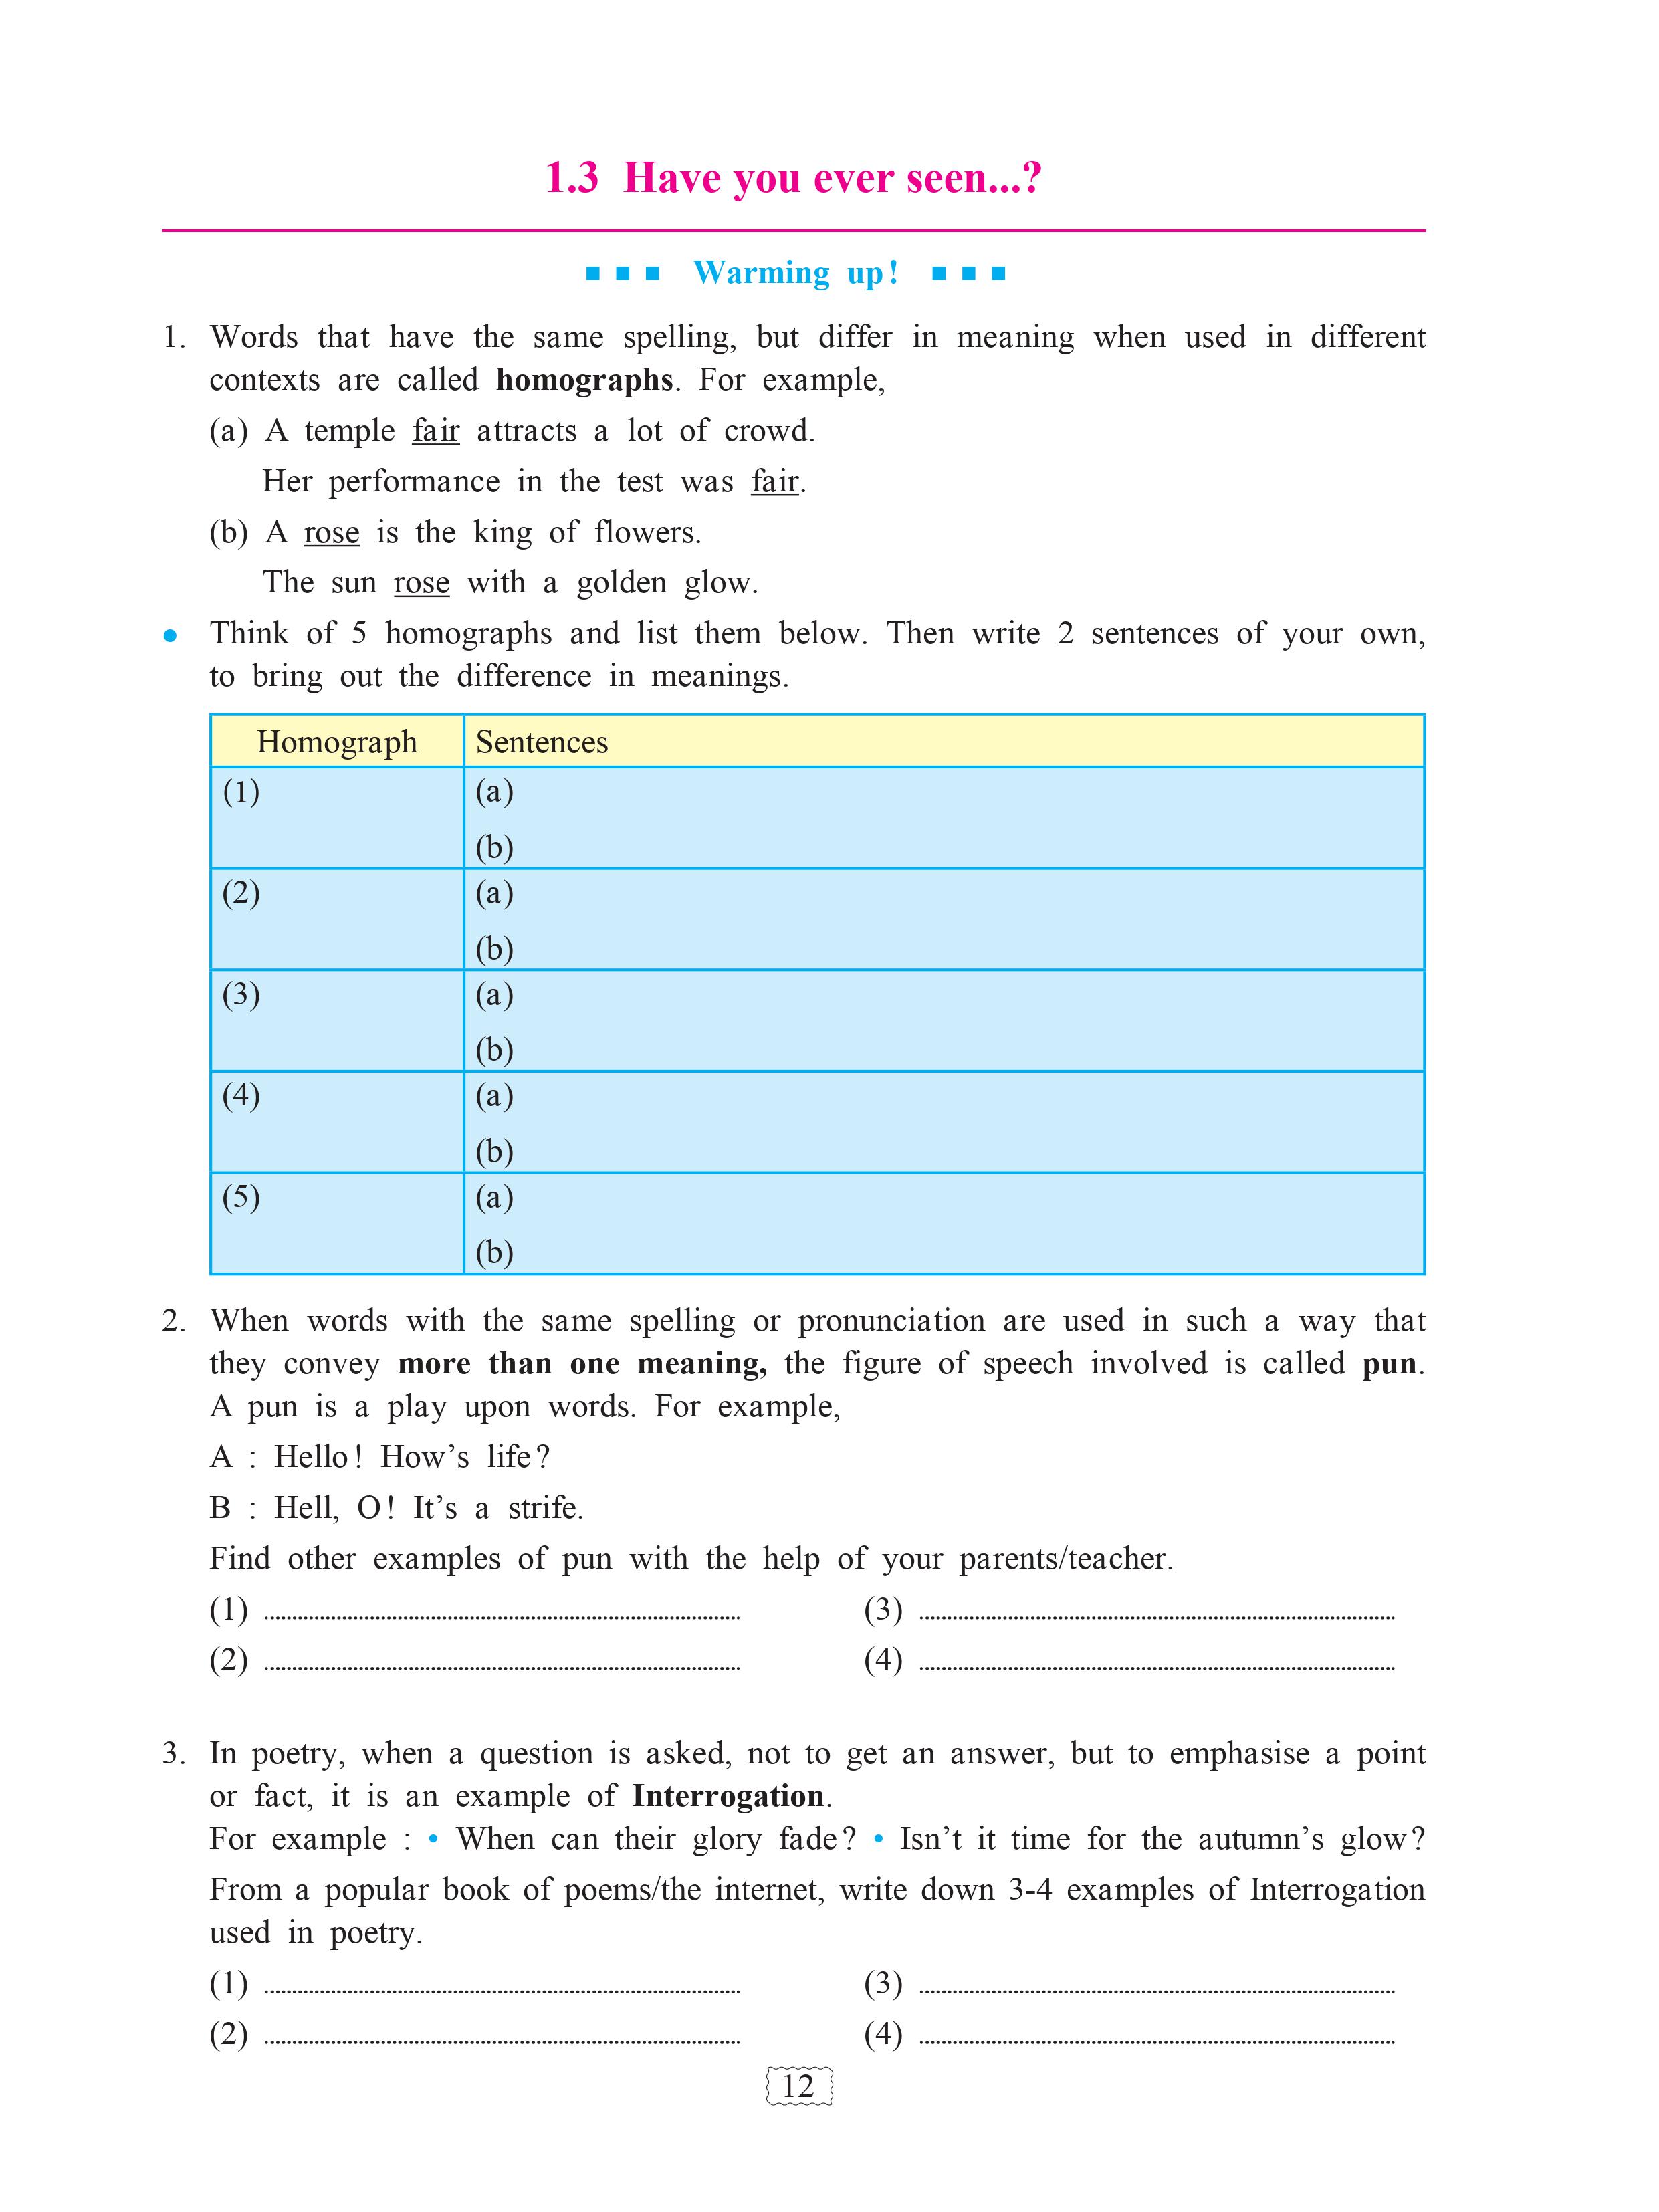 1.3 Have you ever seen...?
Warming up!
1. Words that have the same spelling, but differ in meaning when used in different
contexts are called homographs. For example,
(a) A temple fair attracts a lot of crowd.
Her performance in the test was fair.
(b) A rose is the king of flowers.
The sun rose with a golden glow.
• Think of 5 homographs and list them below. Then write 2 sentences of your own,
to bring out the difference in meanings.
Homograph Sentences
(1) (a)
(b)
(2) (a)
(b)
(3) (a)
(b)
(4) (a)
(b)
(5) (a)
(b)
2. When words with the same spelling or pronunciation are used in such a way that
they convey more than one meaning, the figure of speech involved is called pun.
A pun is a play upon words. For example,
A : Hello! How's life?
B : Hell, O! It's a strife.
Find other examples of pun with the help of your parents/teacher.
(1) .......... (3) ..........
(2) .......... (4) ..........
3. In poetry, when a question is asked, not to get an answer, but to emphasise a point
or fact, it is an example of Interrogation.
For example : • When can their glory fade? • Isn't it time for the autumn's glow?
From a popular book of poems/the internet, write down 3-4 examples of Interrogation
used in poetry.
(1) .......... (3) ..........
(2) .......... (4) ..........
12